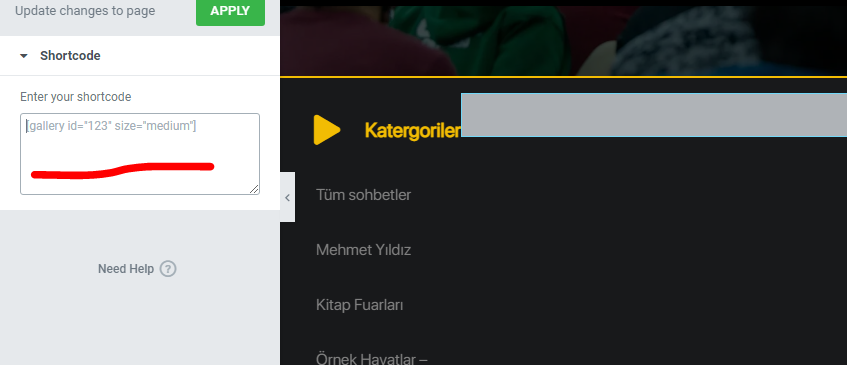 Update changes to page
APPLY
Shortcode
Enter your shortcode
[gallery id="123" size="medium"]
Need Help ?
Katergoriler
Tüm sohbetler
Mehmet Yıldız
Kitap Fuarları
Örnek Hayatlar –